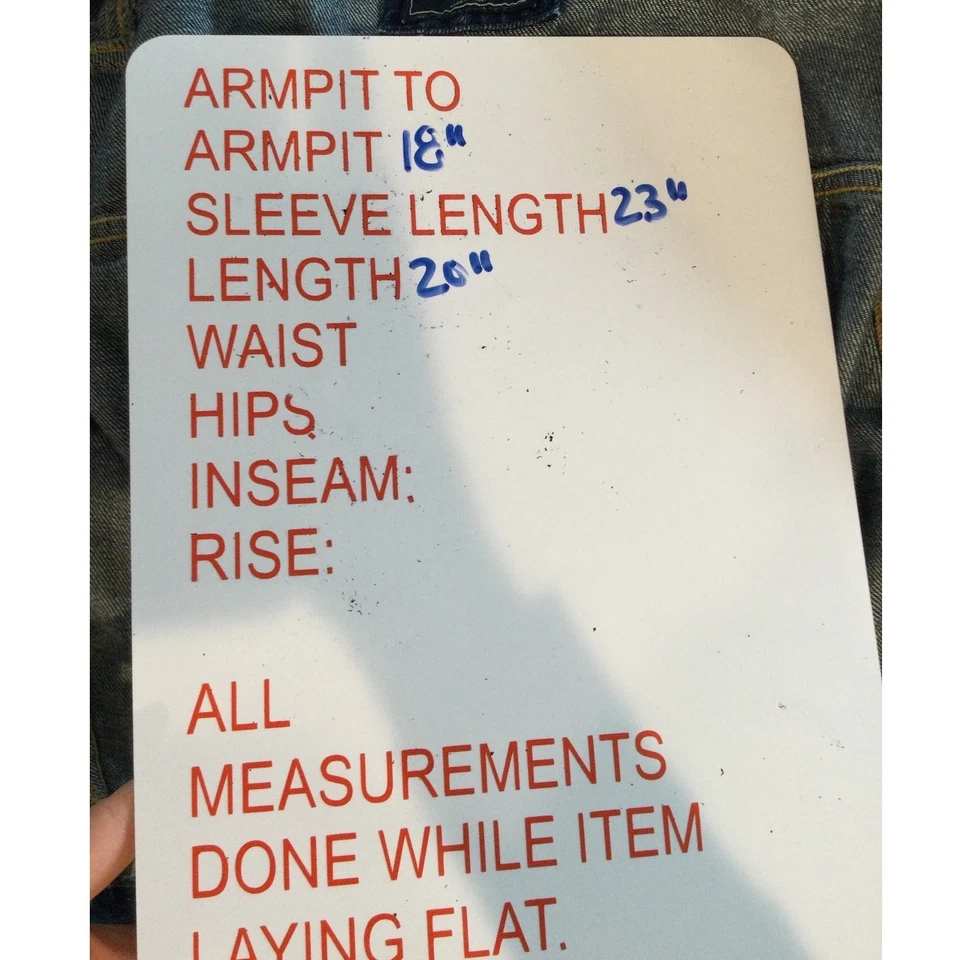 ARMPIT TO
ARMPIT 18"
SLEEVE LENGTH 23"
LENGTH 20"
WAIST
HIPS
INSEAM:
RISE:
ALL
MEASUREMENTS
DONE WHILE ITEM
LAYING FLAT.